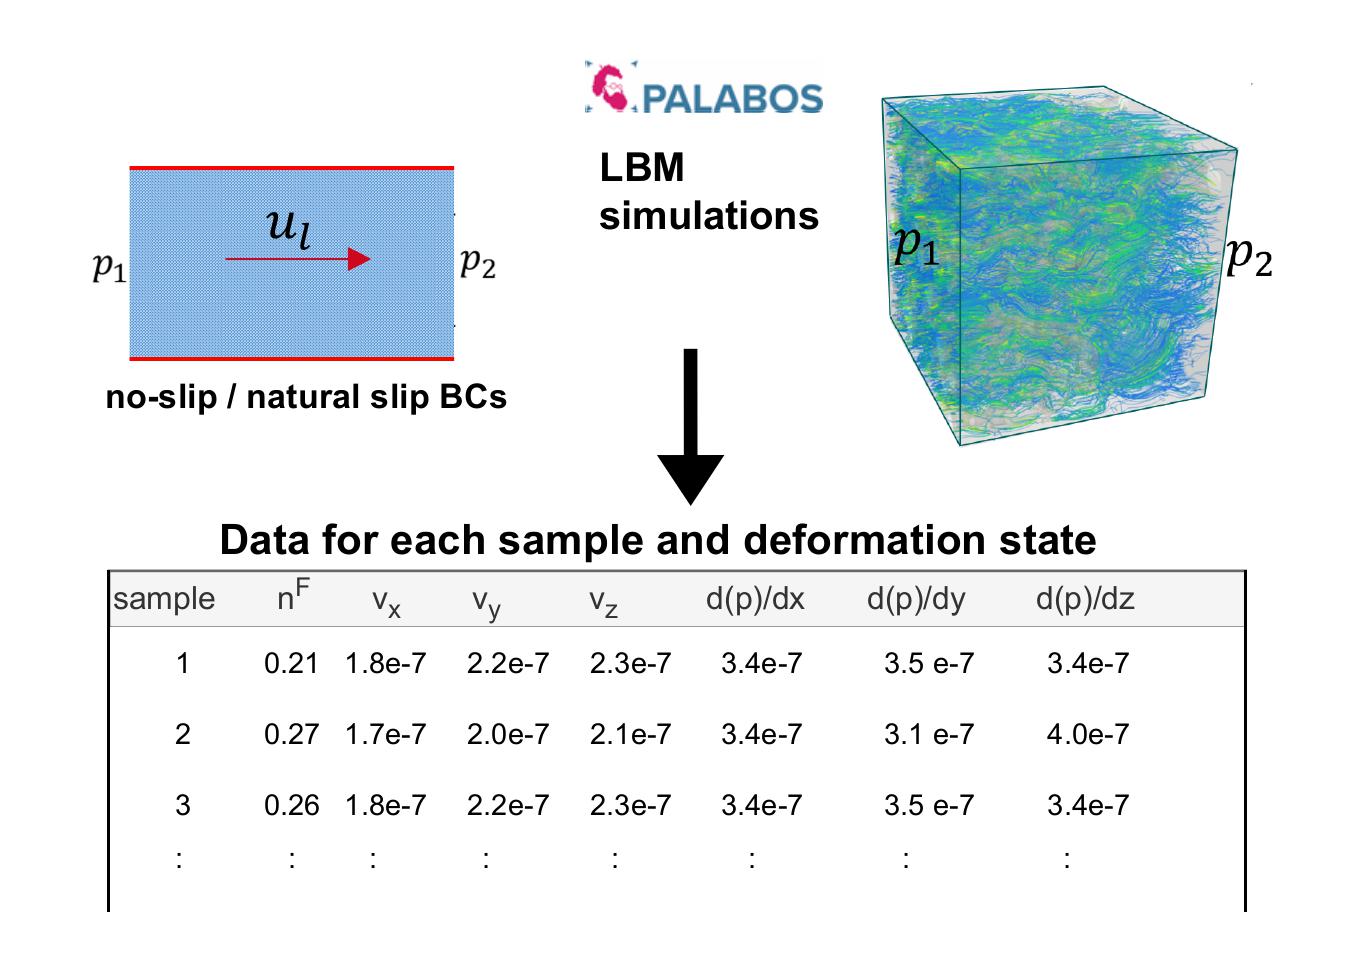 PALABOS
LBM
simulations
u_l
p_1
p_2
no-slip / natural slip BCs
p_1
p_2
Data for each sample and deformation state
sample n^F v_x v_y v_z d(p)/dx d(p)/dy d(p)/dz
1 0.21 1.8e-7 2.2e-7 2.3e-7 3.4e-7 3.5 e-7 3.4e-7
2 0.27 1.7e-7 2.0e-7 2.1e-7 3.4e-7 3.1 e-7 4.0e-7
3 0.26 1.8e-7 2.2e-7 2.3e-7 3.4e-7 3.5 e-7 3.4e-7
: : : : : : : :